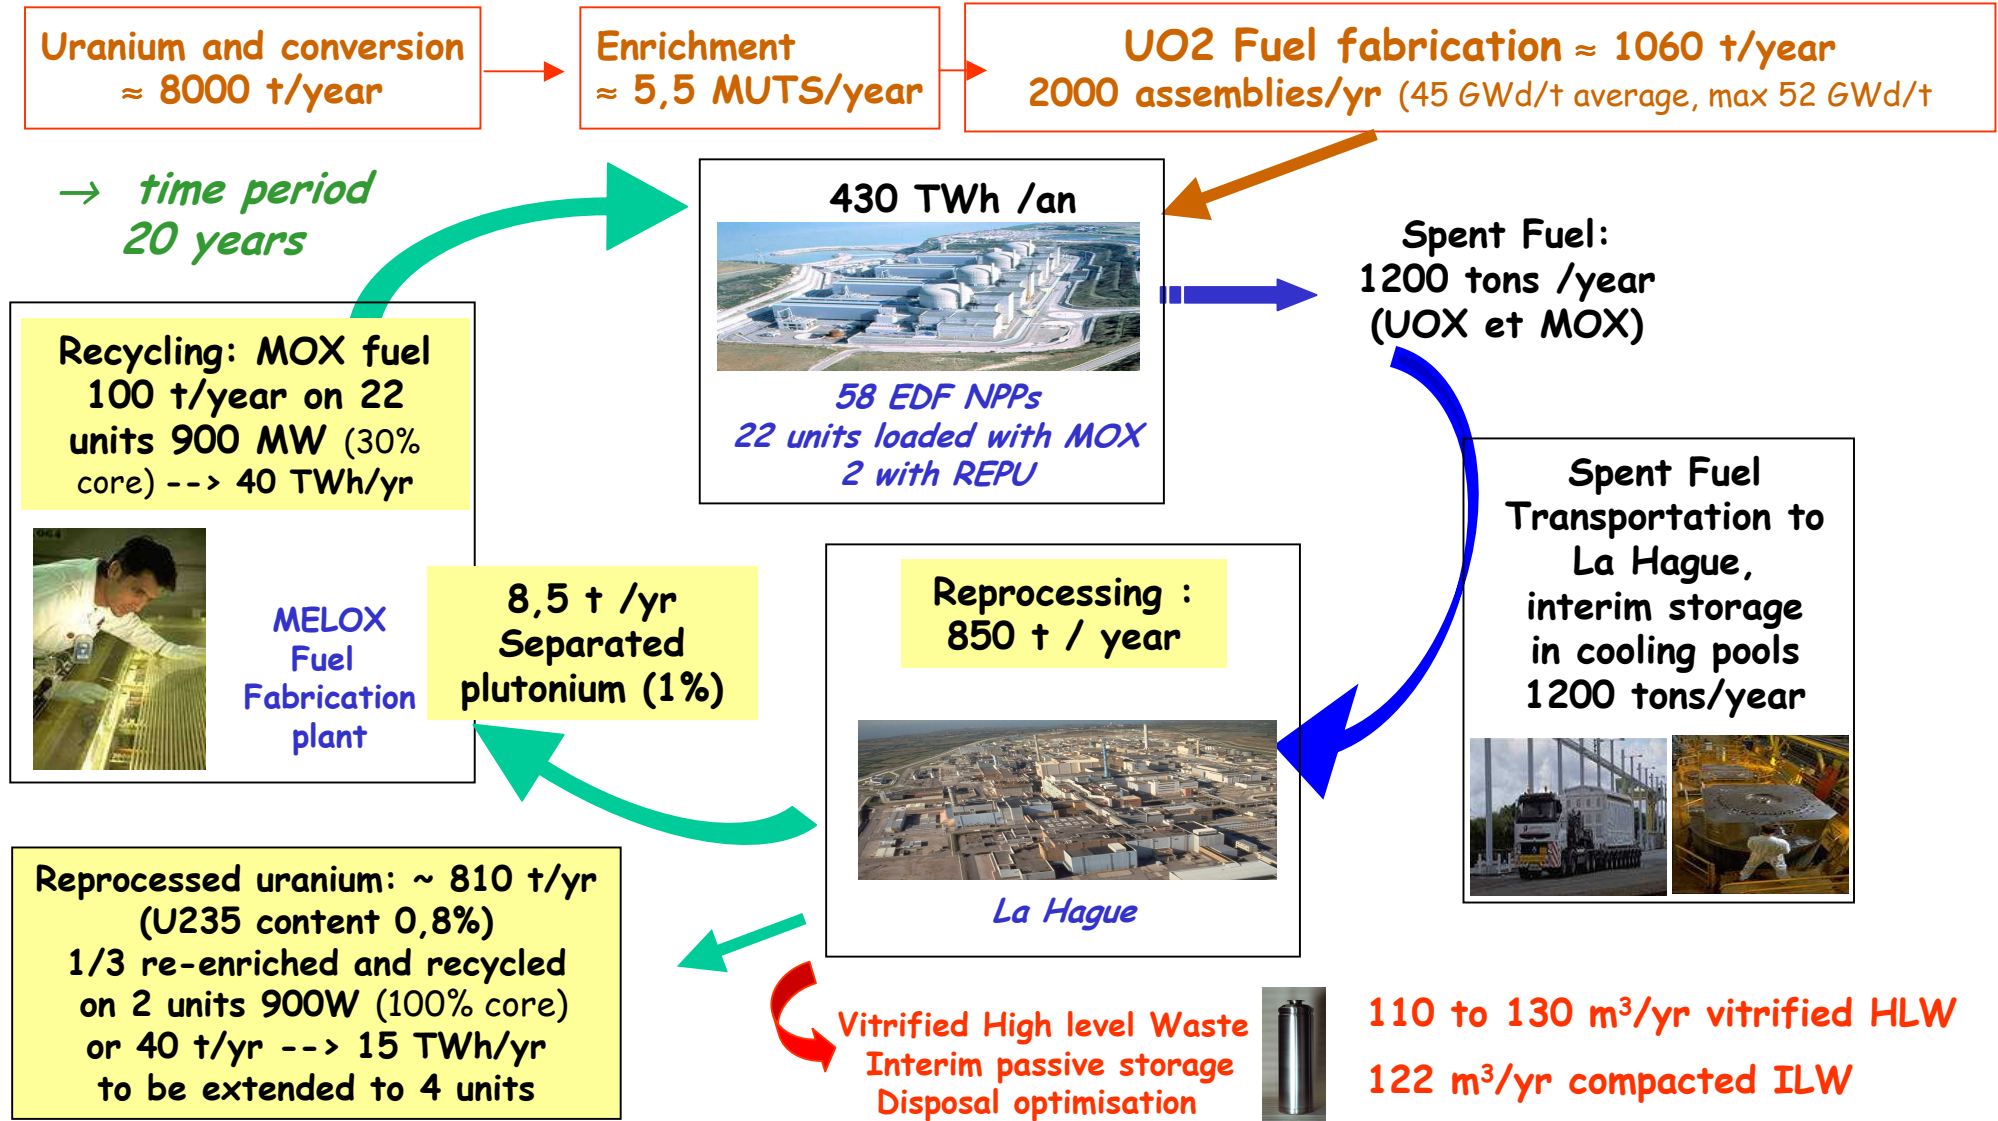 Uranium and conversion
≈ 8000 t/year
Enrichment
≈ 5,5 MUTS/year
UO2 Fuel fabrication ≈ 1060 t/year
2000 assemblies/yr (45 GWd/t average, max 52 GWd/t
→ time period
20 years
430 TWh /an
58 EDF NPPs
22 units loaded with MOX
2 with REPU
Spent Fuel:
1200 tons /year
(UOX et MOX)
Recycling: MOX fuel
100 t/year on 22
units 900 MW (30%
core) --> 40 TWh/yr
MELOX
Fuel
Fabrication
plant
8,5 t /yr
Separated
plutonium (1%)
Reprocessing :
850 t / year
La Hague
Spent Fuel
Transportation to
La Hague,
interim storage
in cooling pools
1200 tons/year
Reprocessed uranium: ~ 810 t/yr
(U235 content 0,8%)
1/3 re-enriched and recycled
on 2 units 900W (100% core)
or 40 t/yr --> 15 TWh/yr
to be extended to 4 units
Vitrified High level Waste
Interim passive storage
Disposal optimisation
110 to 130 m³/yr vitrified HLW
122 m³/yr compacted ILW